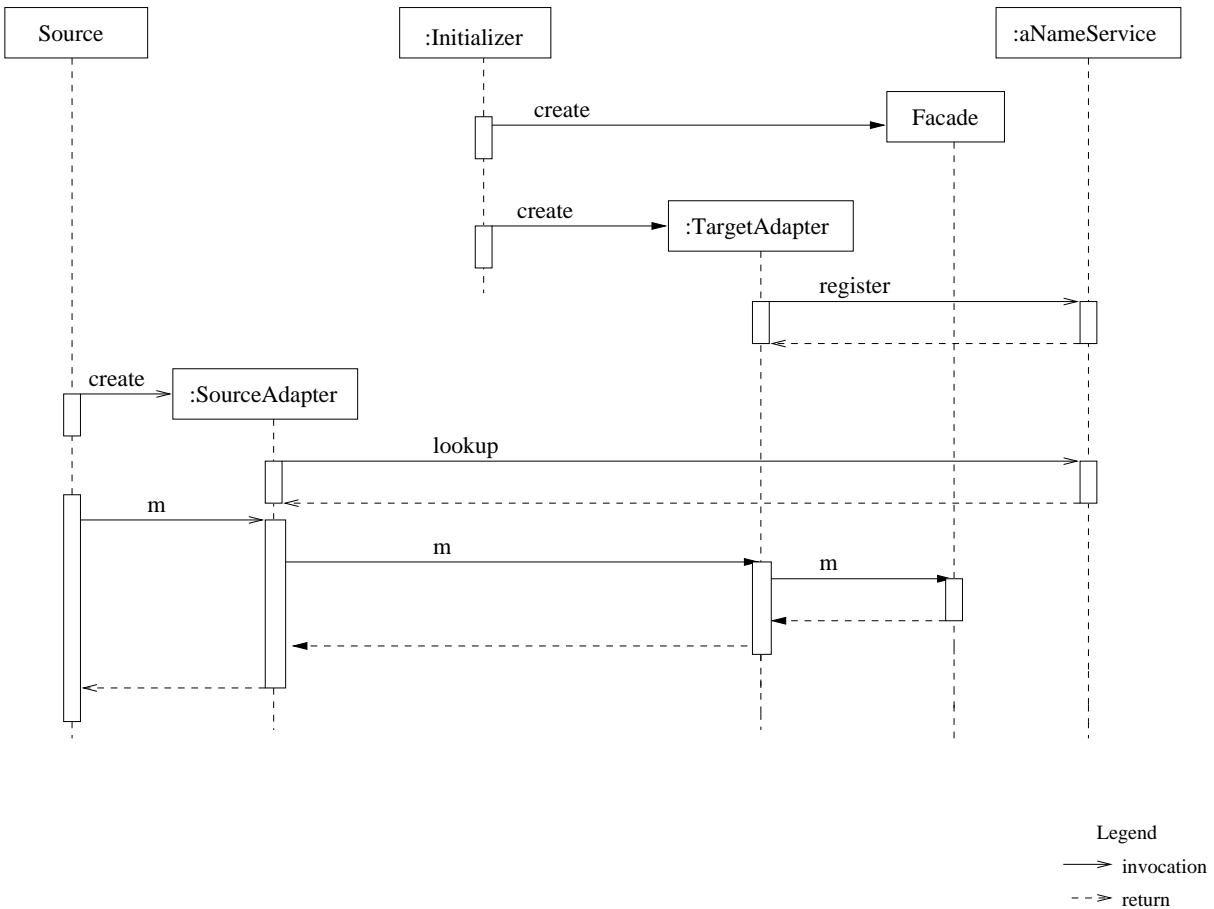 Source
:Initializer
:aNameService
create
Facade
create
:TargetAdapter
register
create
:SourceAdapter
lookup
m
m
m
Legend
invocation
return